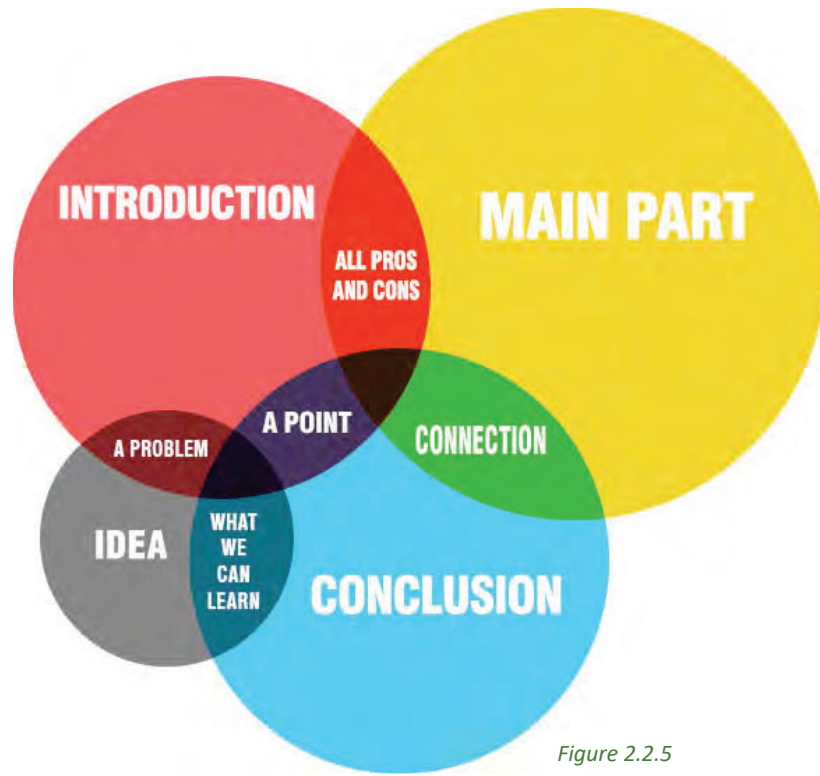 INTRODUCTION
MAIN PART
ALL PROS
AND CONS
A POINT
A PROBLEM
CONNECTION
IDEA
WHAT
WE
CAN
LEARN
CONCLUSION
Figure 2.2.5